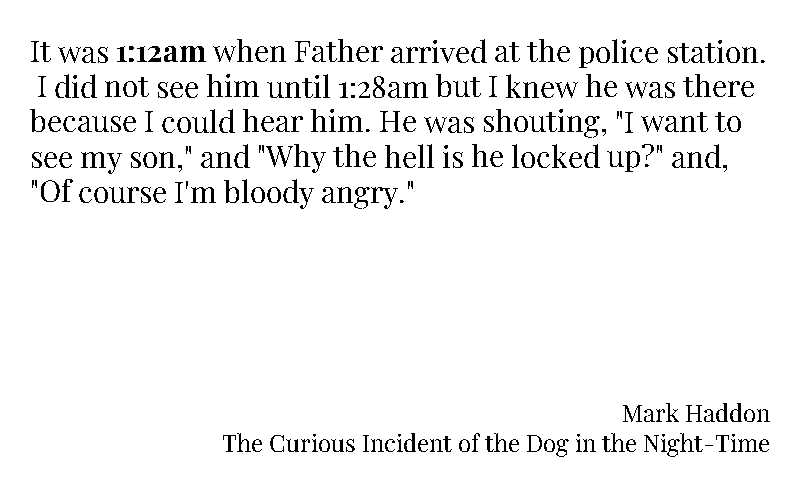 It was 1:12am when Father arrived at the police station.
I did not see him until 1:28am but I knew he was there
because I could hear him. He was shouting, "I want to
see my son," and "Why the hell is he locked up?" and,
"Of course I'm bloody angry."
Mark Haddon
The Curious Incident of the Dog in the Night-Time